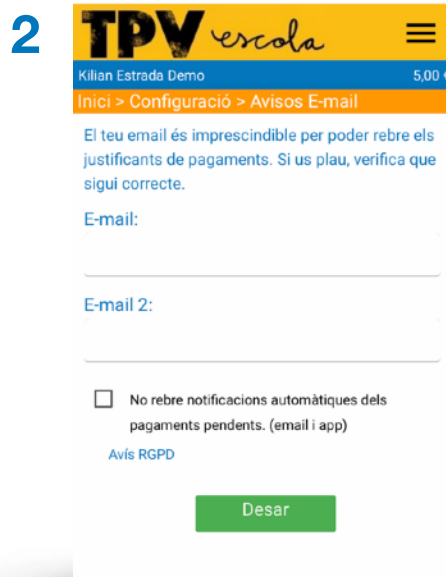 2
TPV escola
Kilian Estrada Demo 5,00 €
Inici > Configuració > Avisos E-mail
El teu email és imprescindible per poder rebre els
justificants de pagaments. Si us plau, verifica que
sigui correcte.
E-mail:
E-mail 2:
No rebre notificacions automàtiques dels
pagaments pendents. (email i app)
Avís RGPD
Desar